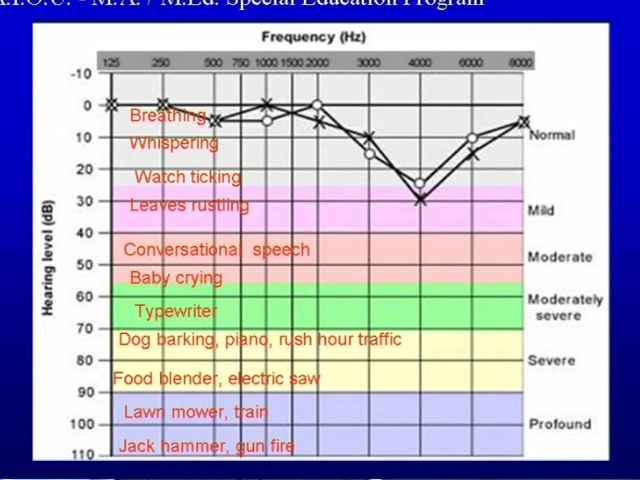 A.I.O.U. - M.A. / M.Ed. Special Education Program
Frequency (Hz)
125 250 500 750 1000 1500 2000 3000 4000 6000 8000
-10
0
Breathing
10
Normal
Whispering
20
Watch ticking
30
Leaves rustling
Mild
40
Conversational speech
Moderate
50
Baby crying
60
Moderately
severe
Typewriter
70
Dog barking, piano, rush hour traffic
80
Severe
Food blender, electric saw
90
Lawn mower, train
100
Profound
Jack hammer, gun fire
110
Hearing level (dB)